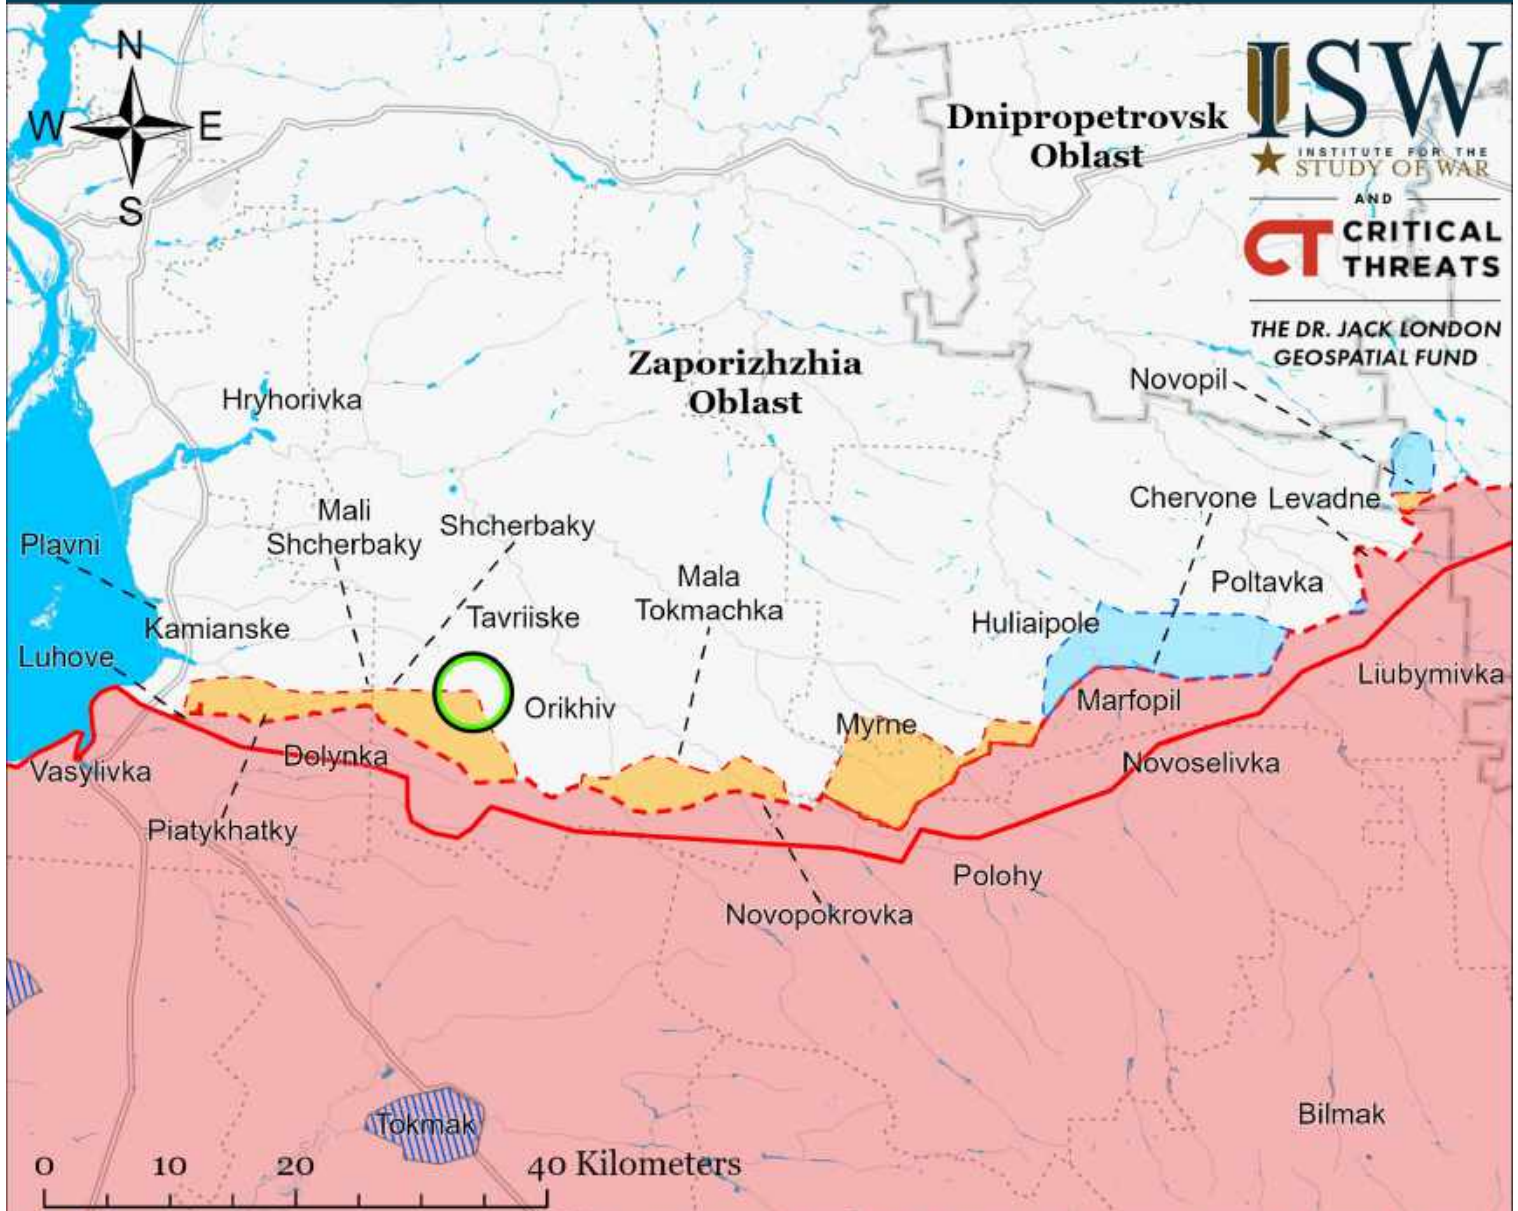 N
W E
S
Dnipropetrovsk
Oblast
ISW
INSTITUTE FOR THE
STUDY OF WAR
AND
CT CRITICAL
THREATS
THE DR. JACK LONDON
GEOSPATIAL FUND
Zaporizhzhia
Oblast
Novopil
Hryhorivka
Chervone Levadne
Mali
Shcherbaky
Shcherbaky
Plavni
Mala
Tokmachka
Poltavka
Tavriiske
Huliaipole
Kamianske
Luhove
Liubymivka
Marfopil
Orikhiv
Myrne
Dolynka
Novoselivka
Vasylivka
Piatykhatky
Polohy
Novopokrovka
Bilmak
Tokmak
0 10 20 40 Kilometers